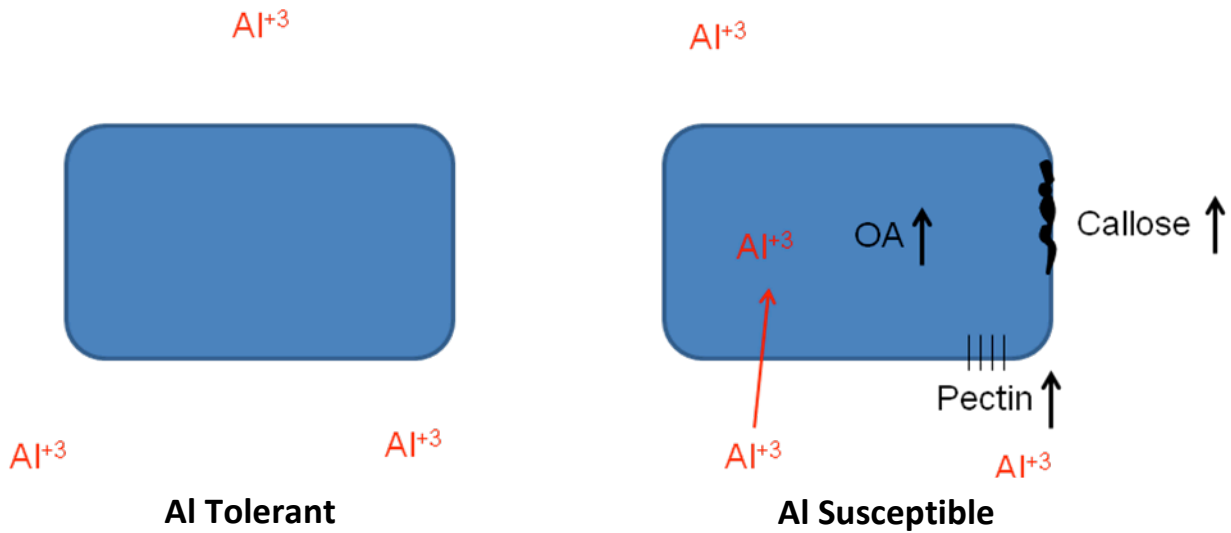 Al+3
Al+3
Al+3
Al Tolerant
Al+3
Al+3
OA
Callose
Pectin
Al+3
Al+3
Al Susceptible